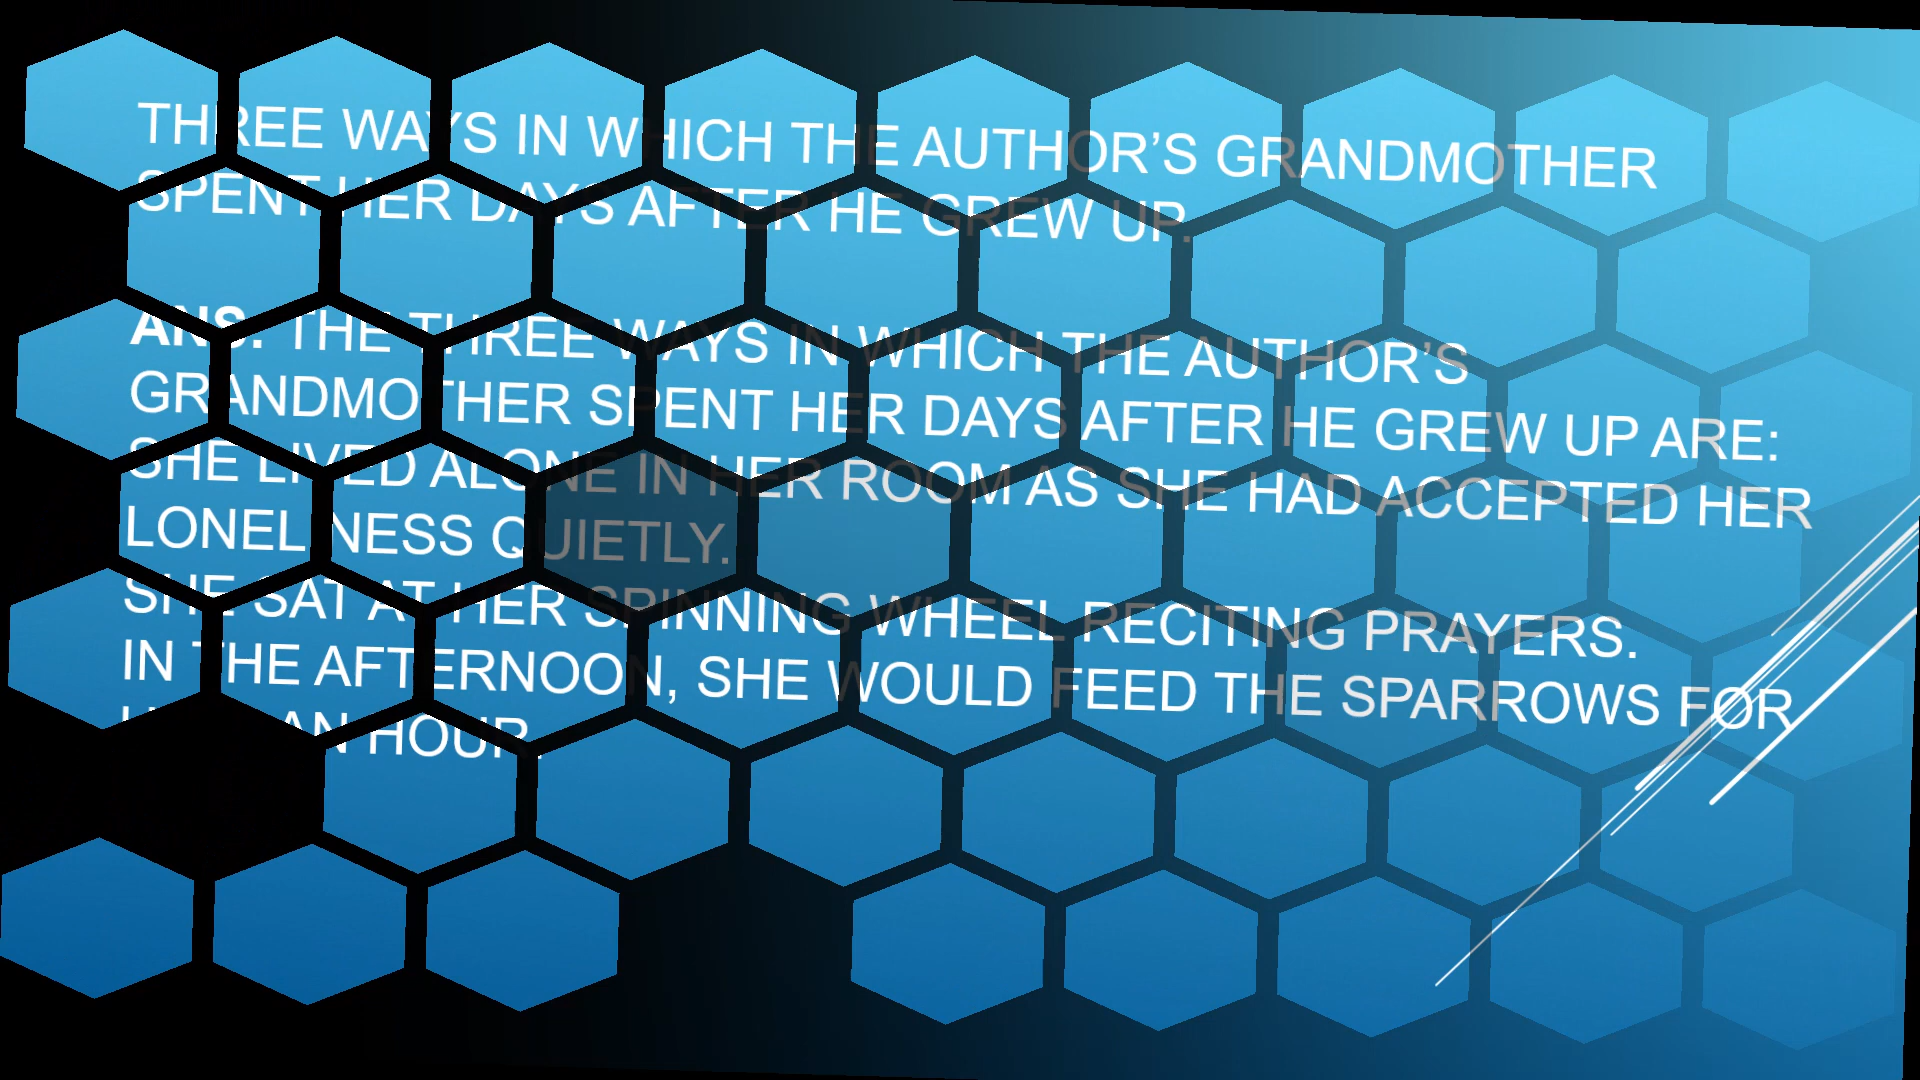 THREE WAYS IN WHICH THE AUTHOR’S GRANDMOTHER
SPENT HER DAYS AFTER HE GREW UP.
ANS. THE THREE WAYS IN WHICH THE AUTHOR’S
GRANDMOTHER SPENT HER DAYS AFTER HE GREW UP ARE:
SHE LIVED ALONE IN HER ROOM AS SHE HAD ACCEPTED HER
LONELINESS QUIETLY.
SHE SAT AT HER SPINNING WHEEL RECITING PRAYERS.
IN THE AFTERNOON, SHE WOULD FEED THE SPARROWS FOR
AN HOUR.